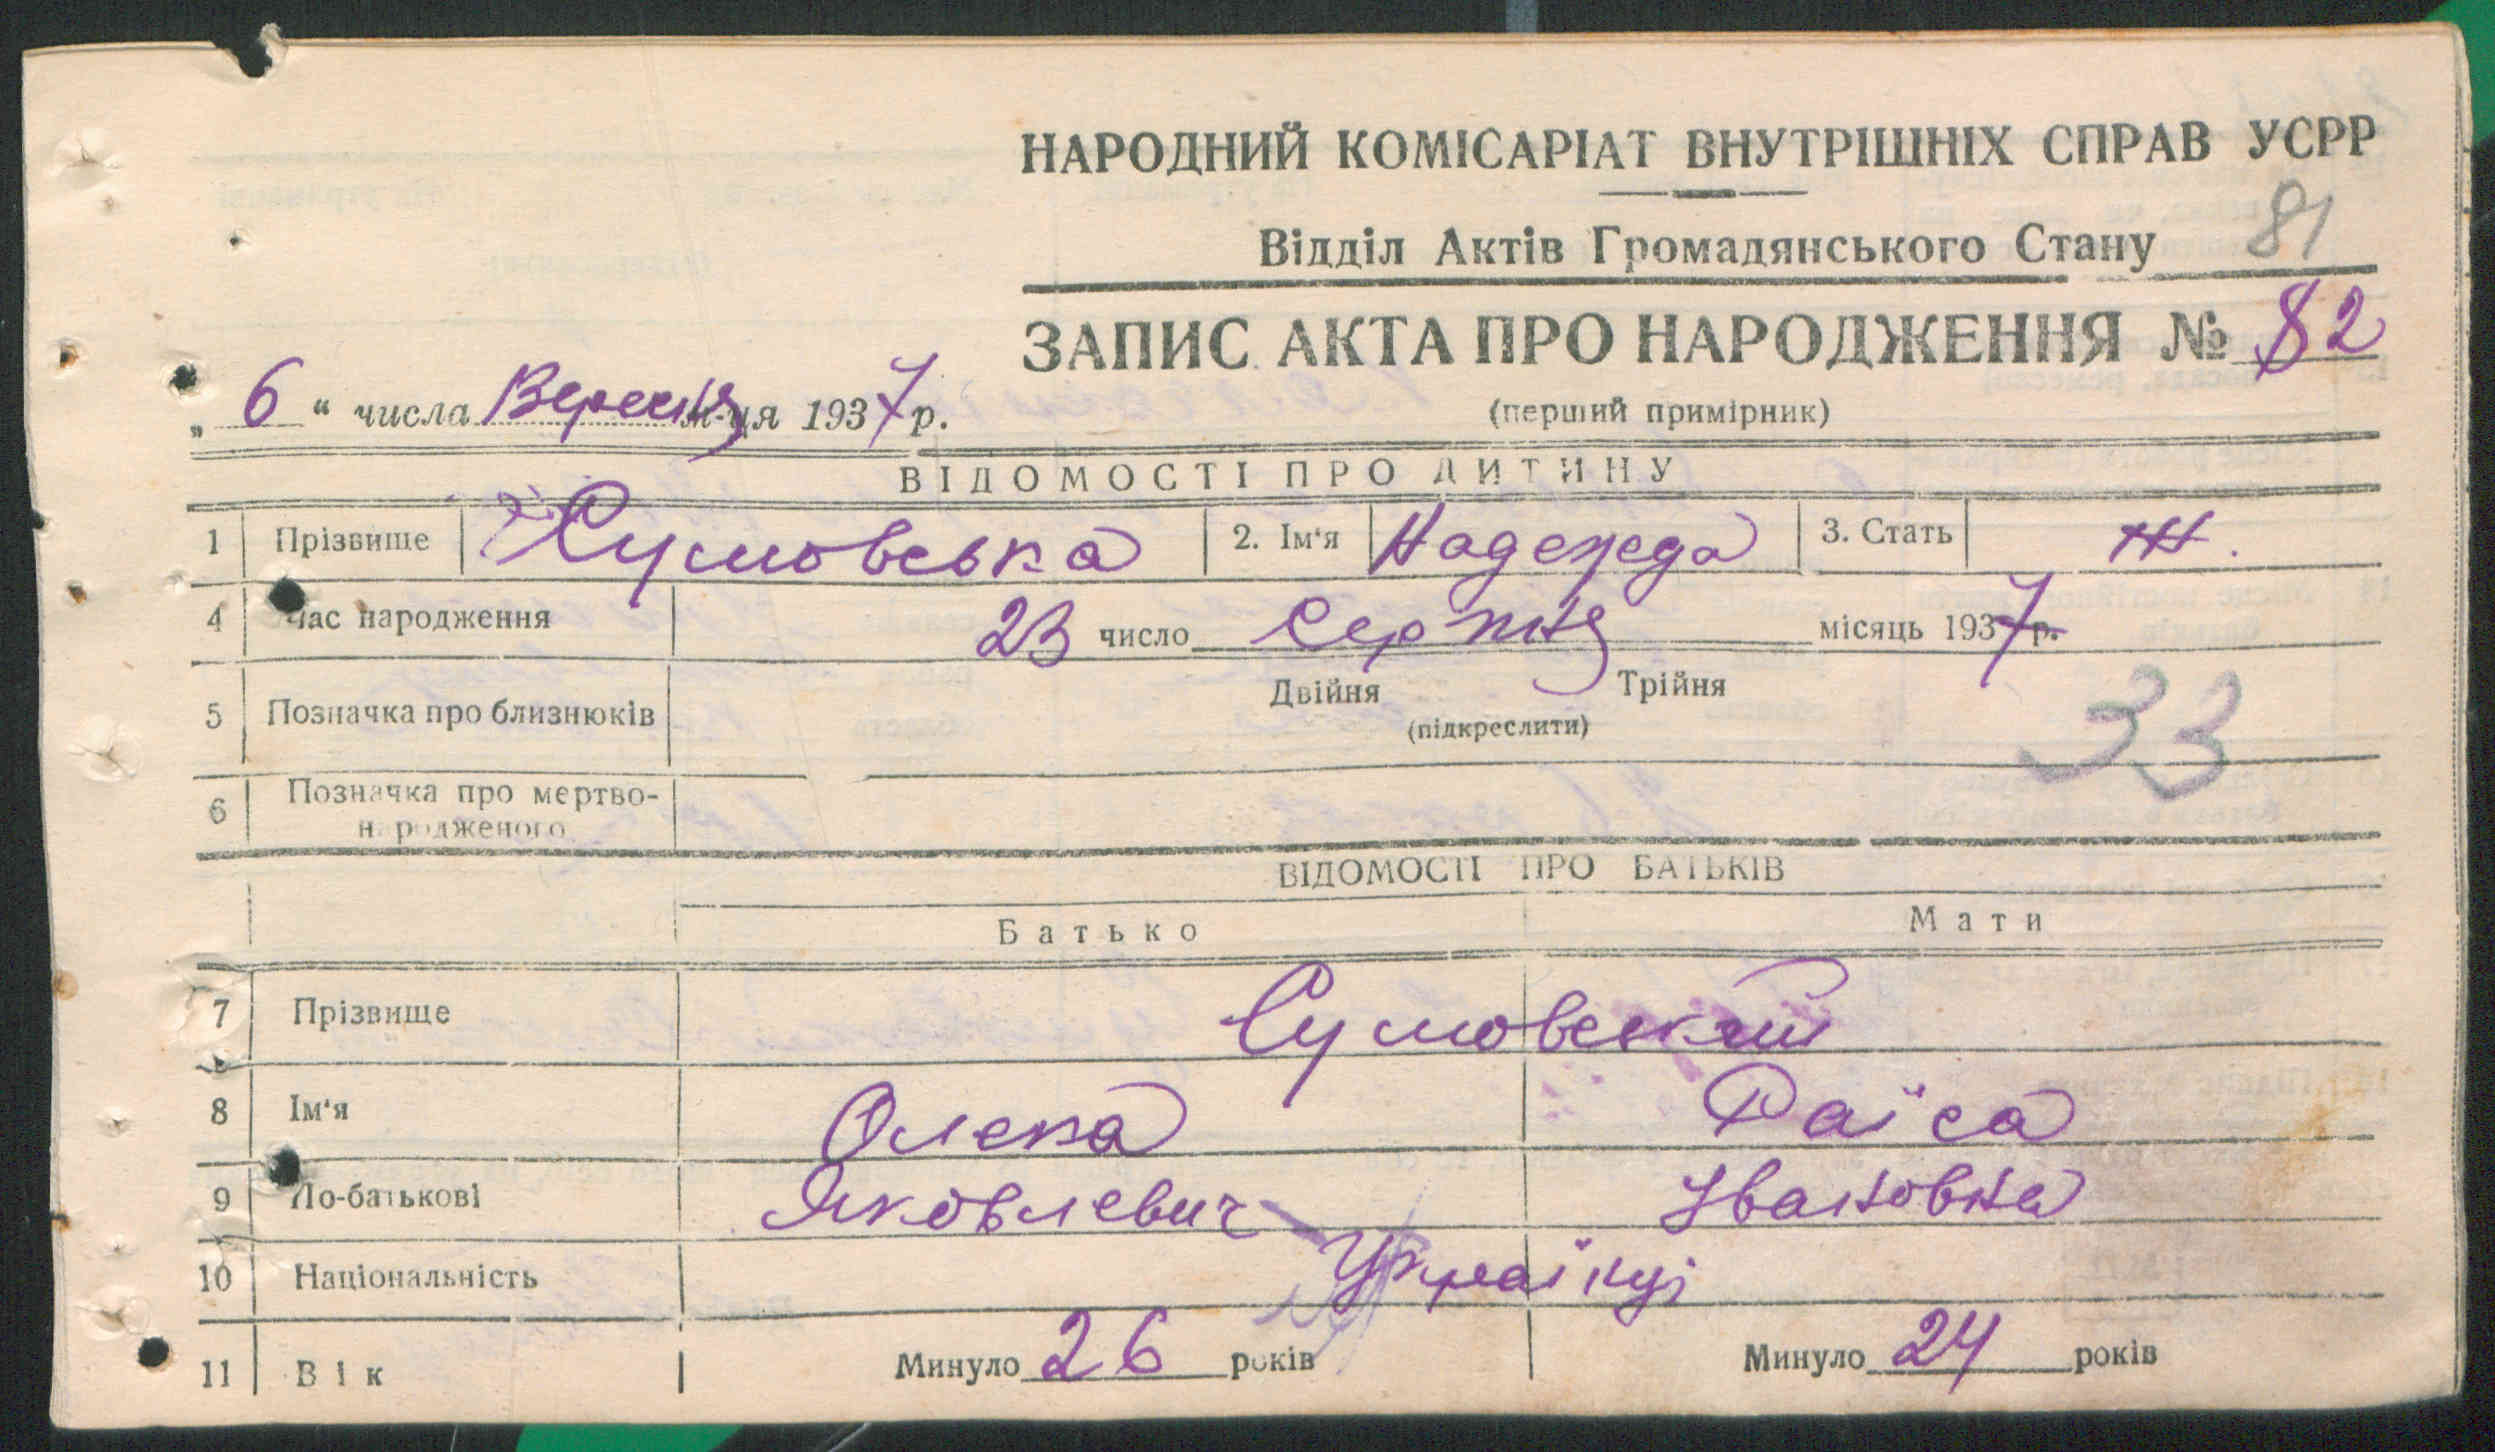 НАРОДНИЙ КОМІСАРІАТ ВНУТРІШНІХ СПРАВ УСРР
Відділ Актів Громадянського Стану 81
ЗАПИС АКТА ПРО НАРОДЖЕННЯ № 82
„ 6 " числа Вересня м-ця 1937 р.
(перший примірник)
ВІДОМОСТІ ПРО ДИТИНУ
1 Прізвище Сумовська 2. Ім'я Надежда 3. Стать Ж.
4 Час народження 23 число Серпня місяць 1937 р.
5 Позначка про близнюків Двійня Трійня
(підкреслити)
33
6 Позначка про мертво-
народженого
ВІДОМОСТІ ПРО БАТЬКІВ
Батько Мати
7 Прізвище Сумовский
8 Ім'я Олекса Раїса
9 По-батькові Яковлевич Івановна
10 Національність Українці
11 Вік Минуло 26 років Минуло 24 років